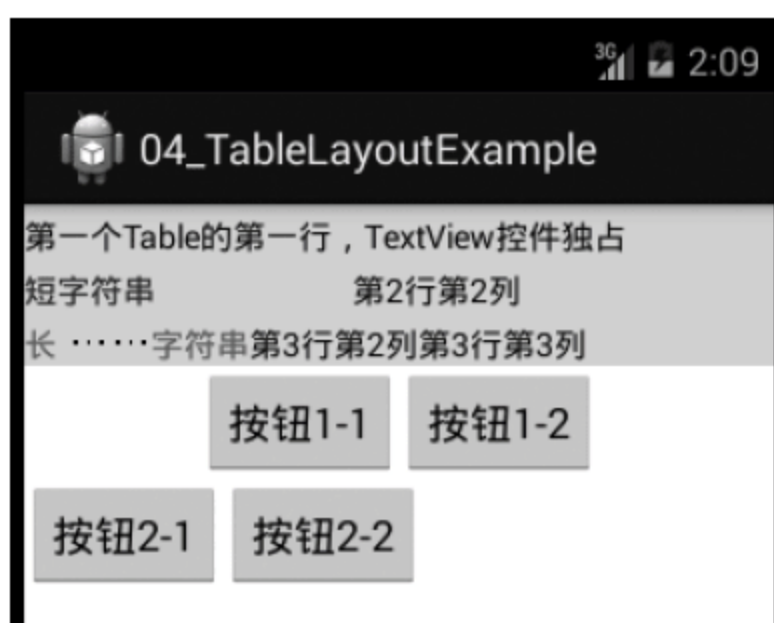 3G 2:09
04_TableLayoutExample
第一个Table的第一行，TextView控件独占
短字符串 第2行第2列
长 ······字符串第3行第2列第3行第3列
按钮1-1 按钮1-2
按钮2-1 按钮2-2